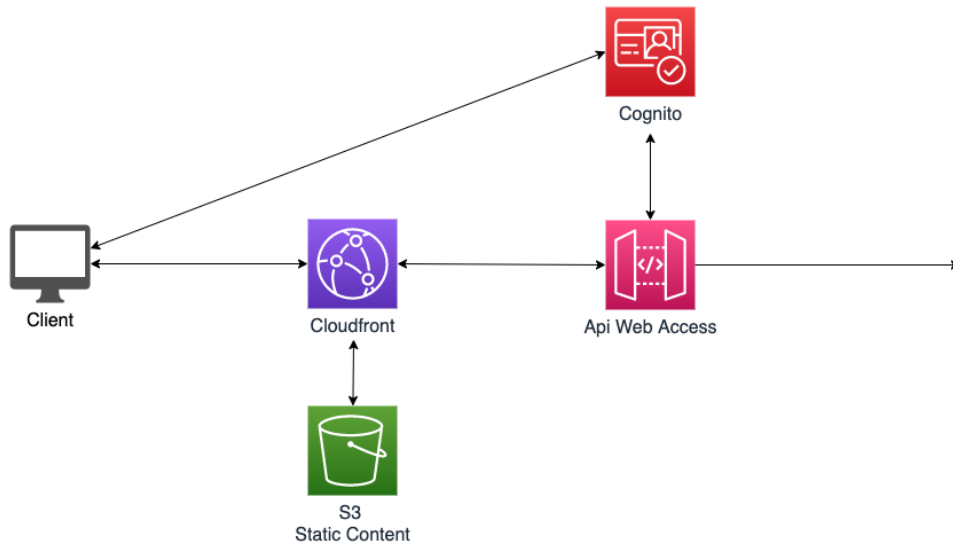 Cognito
Client
Cloudfront
</>
Api Web Access
S3
Static Content